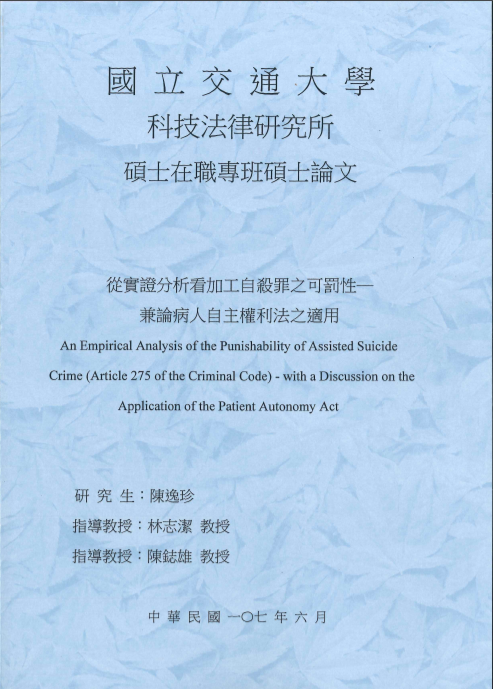 國立交通大學
科技法律研究所
碩士在職專班碩士論文
從實證分析看加工自殺罪之可罰性—
兼論病人自主權利法之適用
An Empirical Analysis of the Punishability of Assisted Suicide
Crime (Article 275 of the Criminal Code) - with a Discussion on the
Application of the Patient Autonomy Act
研究生：陳逸珍
指導教授：林志潔 教授
指導教授：陳鋕雄 教授
中華民國一〇七年六月